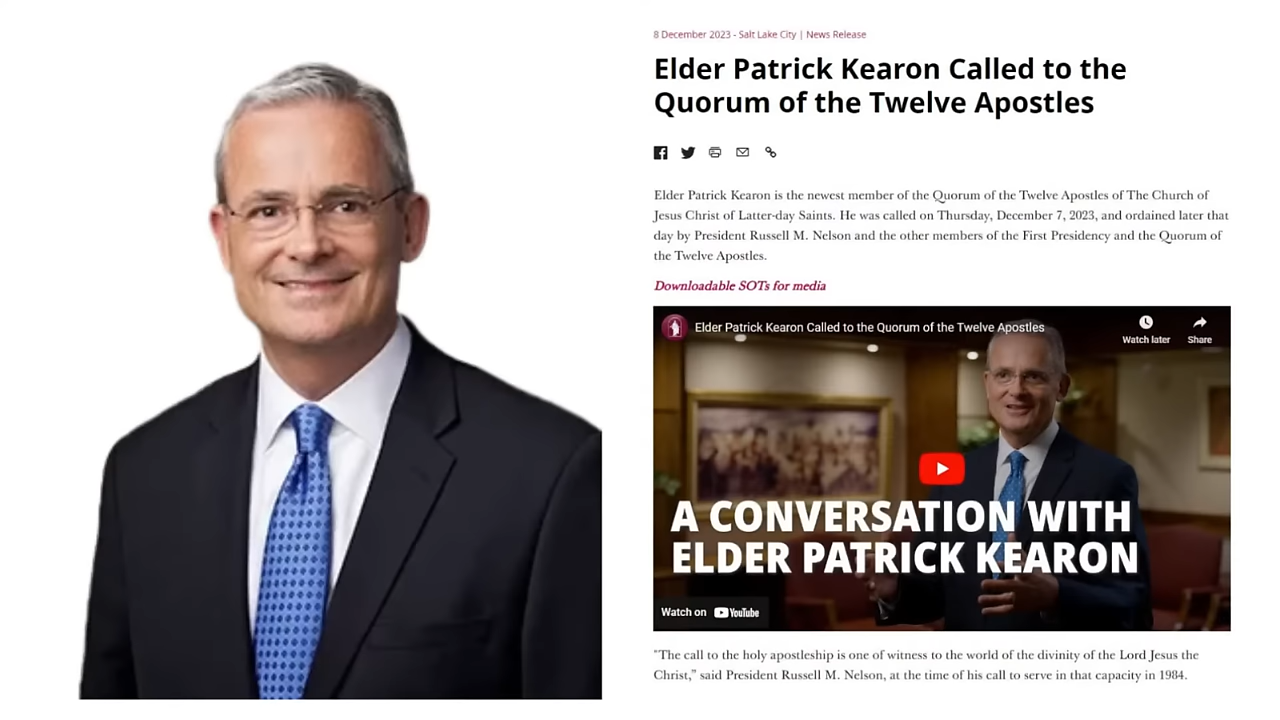 8 December 2023 - Salt Lake City | News Release
Elder Patrick Kearon Called to the
Quorum of the Twelve Apostles
Elder Patrick Kearon is the newest member of the Quorum of the Twelve Apostles of The Church of
Jesus Christ of Latter-day Saints. He was called on Thursday, December 7, 2023, and ordained later that
day by President Russell M. Nelson and the other members of the First Presidency and the Quorum of
the Twelve Apostles.
Downloadable SOTs for media
Elder Patrick Kearon Called to the Quorum of the Twelve Apostles
Watch later
Share
A CONVERSATION WITH
ELDER PATRICK KEARON
Watch on YouTube
"The call to the holy apostleship is one of witness to the world of the divinity of the Lord Jesus the
Christ,” said President Russell M. Nelson, at the time of his call to serve in that capacity in 1984.